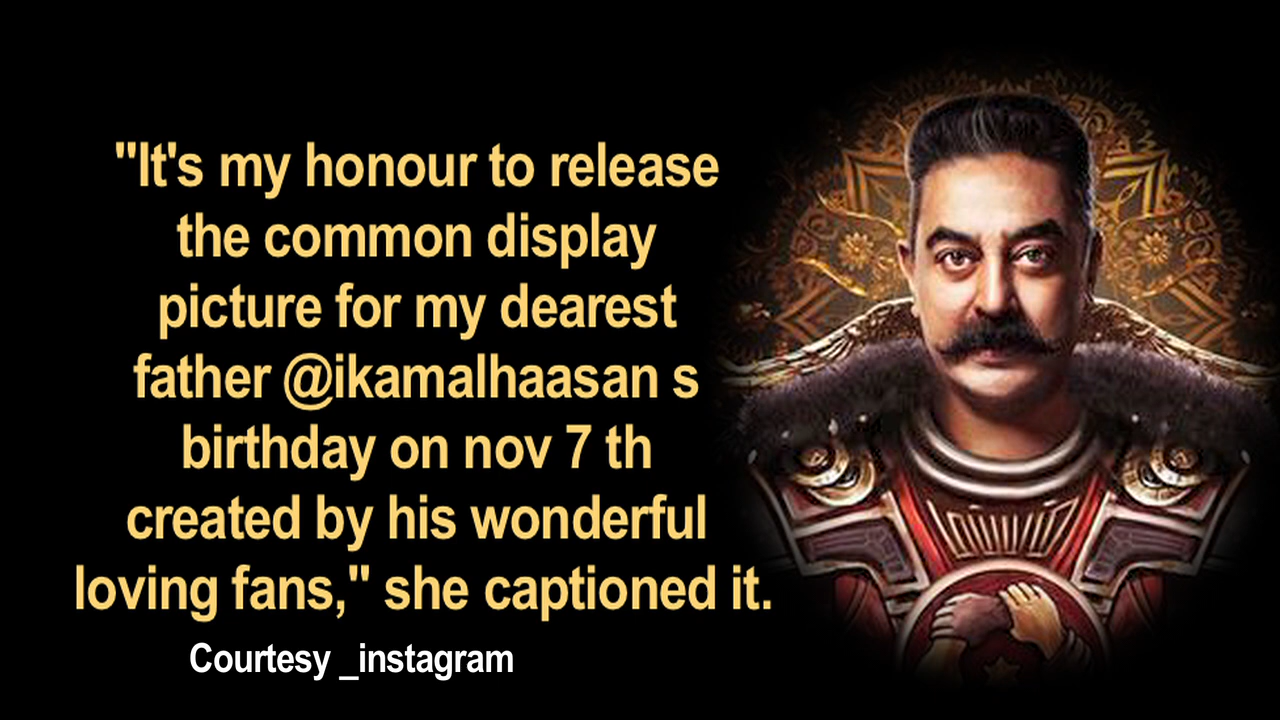 "It's my honour to release
the common display
picture for my dearest
father @ikamalhaasan s
birthday on nov 7 th
created by his wonderful
loving fans," she captioned it.
Courtesy _instagram